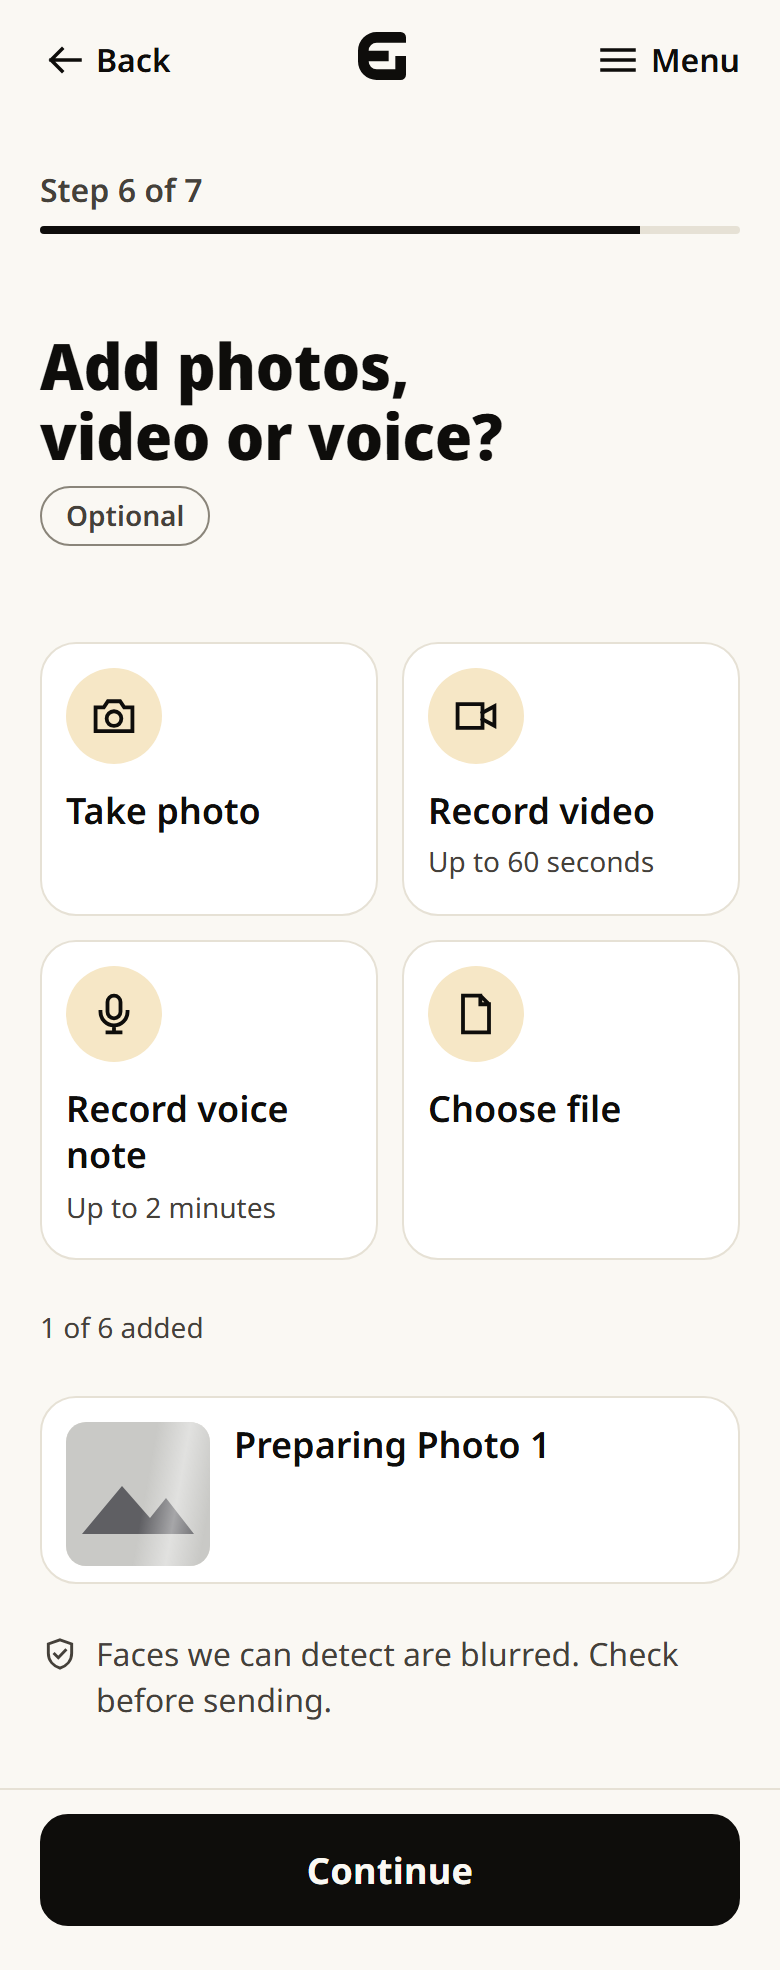 Back
Menu
Step 6 of 7
Add photos,
video or voice?
Optional
Take photo
Record video
Up to 60 seconds
Record voice
note
Up to 2 minutes
Choose file
1 of 6 added
Preparing Photo 1
Faces we can detect are blurred. Check
before sending.
Continue